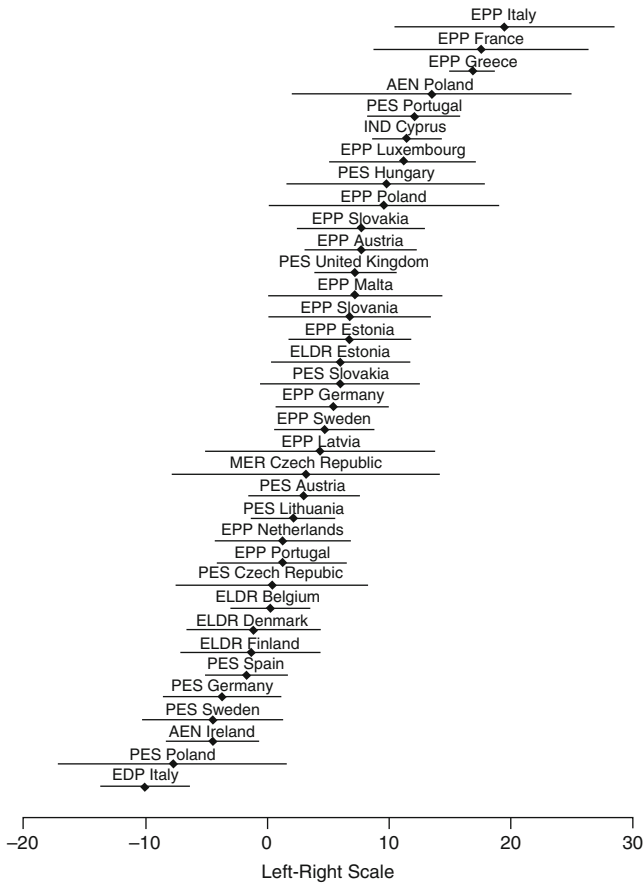 EPP Italy
EPP France
EPP Greece
AEN Poland
PES Portugal
IND Cyprus
EPP Luxembourg
PES Hungary
EPP Poland
EPP Slovakia
EPP Austria
PES United Kingdom
EPP Malta
EPP Slovania
EPP Estonia
ELDR Estonia
PES Slovakia
EPP Germany
EPP Sweden
EPP Latvia
MER Czech Republic
PES Austria
PES Lithuania
EPP Netherlands
EPP Portugal
PES Czech Repubic
ELDR Belgium
ELDR Denmark
ELDR Finland
PES Spain
PES Germany
PES Sweden
AEN Ireland
PES Poland
EDP Italy
−20 −10 0 10 20 30
Left-Right Scale